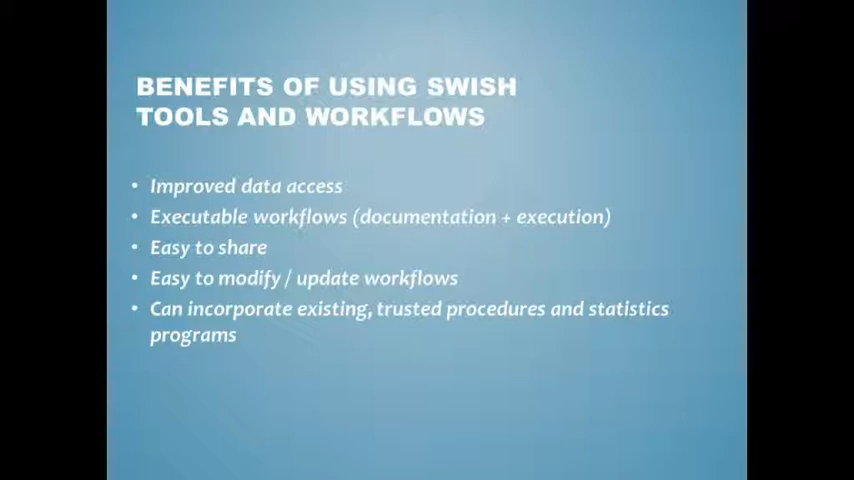 BENEFITS OF USING SWISH
TOOLS AND WORKFLOWS
• Improved data access
• Executable workflows (documentation + execution)
• Easy to share
• Easy to modify / update workflows
• Can incorporate existing, trusted procedures and statistics
programs